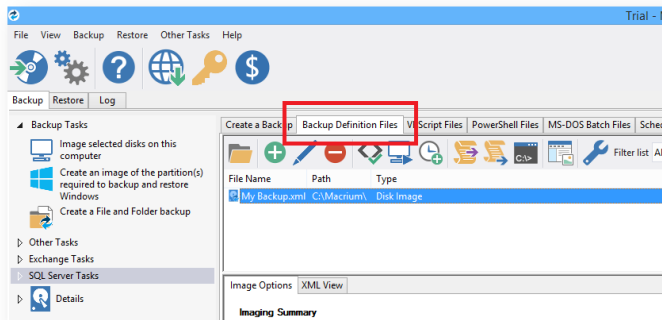 Trial -
File View Backup Restore Other Tasks Help
Backup Restore Log
Backup Tasks
Image selected disks on this
computer
Create an image of the partition(s)
required to backup and restore
Windows
Create a File and Folder backup
Other Tasks
Exchange Tasks
SQL Server Tasks
Details
Create a Backup Backup Definition Files VBScript Files PowerShell Files MS-DOS Batch Files Sche
C:\> Filter list Al
File Name Path Type
My Backup.xml C:\Macrium\ Disk Image
Image Options XML View
Imaging Summary